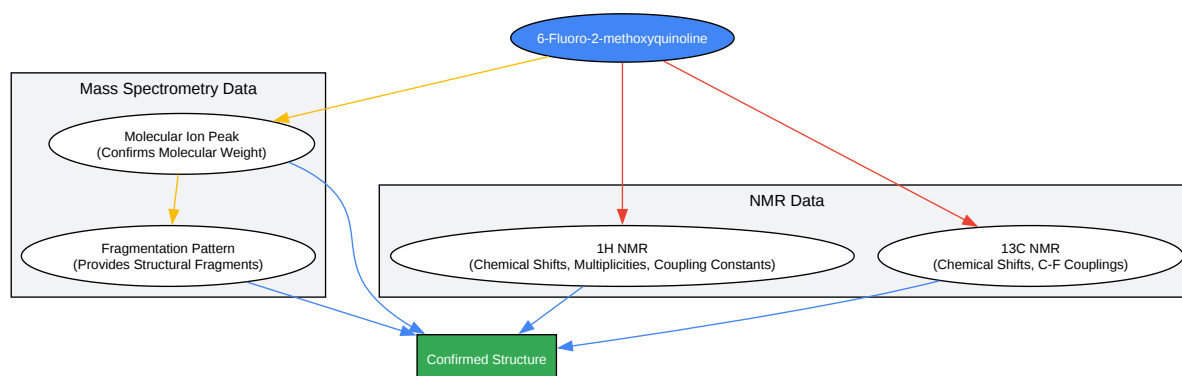 6-Fluoro-2-methoxyquinoline
Mass Spectrometry Data
Molecular Ion Peak
(Confirms Molecular Weight)
NMR Data
Fragmentation Pattern
(Provides Structural Fragments)
1H NMR
(Chemical Shifts, Multiplicities, Coupling Constants)
13C NMR
(Chemical Shifts, C-F Couplings)
Confirmed Structure